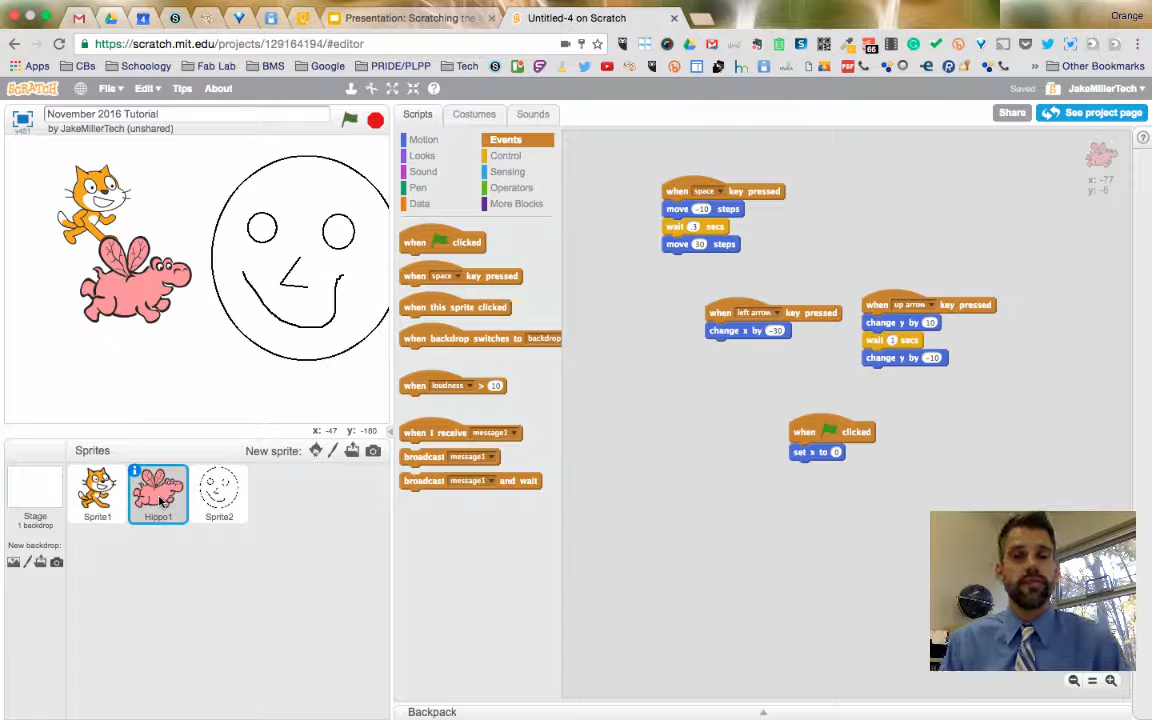 Presentation: Scratching the
Untitled-4 on Scratch
Orange
https://scratch.mit.edu/projects/129164194/#editor
Apps CBs Schoology Fab Lab BMS Google PRIDE/PLPP Tech
Other Bookmarks
SCRATCH File Edit Tips About
Saved JakeMillerTech
November 2016 Tutorial
by JakeMillerTech (unshared)
v451
Scripts Costumes Sounds
Share See project page
Motion Events
Looks Control
Sound Sensing
Pen Operators
Data More Blocks
when clicked
when space key pressed
when this sprite clicked
when backdrop switches to backdrop
when loudness > 10
when I receive message1
broadcast message1
broadcast message1 and wait
when space key pressed
move -10 steps
wait .3 secs
move 30 steps
when left arrow key pressed
change x by -30
when up arrow key pressed
change y by 10
wait 1 secs
change y by -10
when clicked
set x to 0
x: -77
y: -5
x: -47 y: -180
Sprites
New sprite:
Stage
1 backdrop
New backdrop:
Sprite1
Hippo1
Sprite2
Backpack